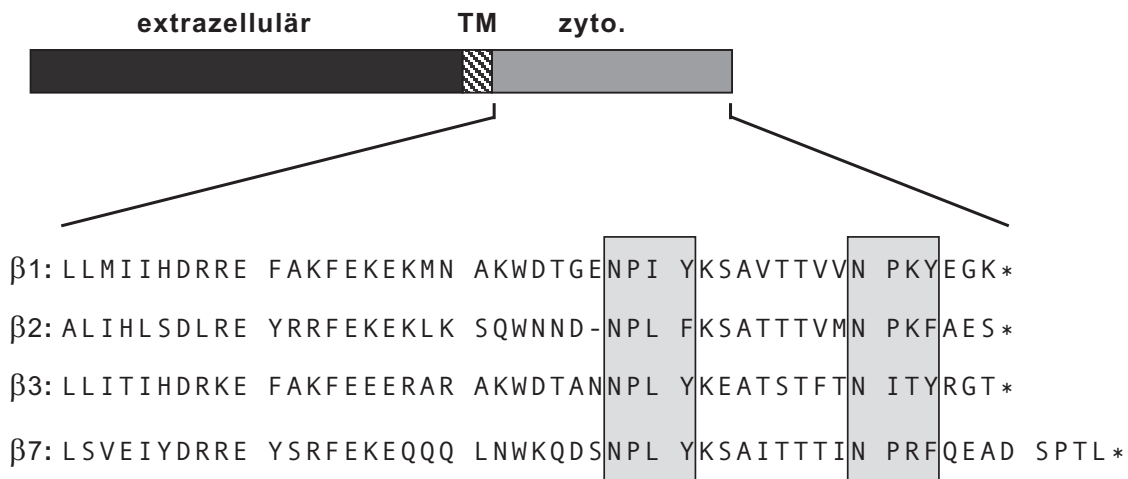 extrazellulär TM zyto.
β1: LLMIIHDRRE FAKFEKEKMN AKWDTGENPI YKSAVTTVVN PKYEGK*
β2: ALIHLSDLRE YRRFEKEKLK SQWNND-NPL FKSATTTVMN PKFAES*
β3: LLITIHDRKE FAKFEEERAR AKWDTANNPL YKEATSTFTN ITYRGT*
β7: LSVEIYDRRE YSRFEKEQQQ LNWKQDSNPL YKSAITTTIN PRFQEAD SPTL*